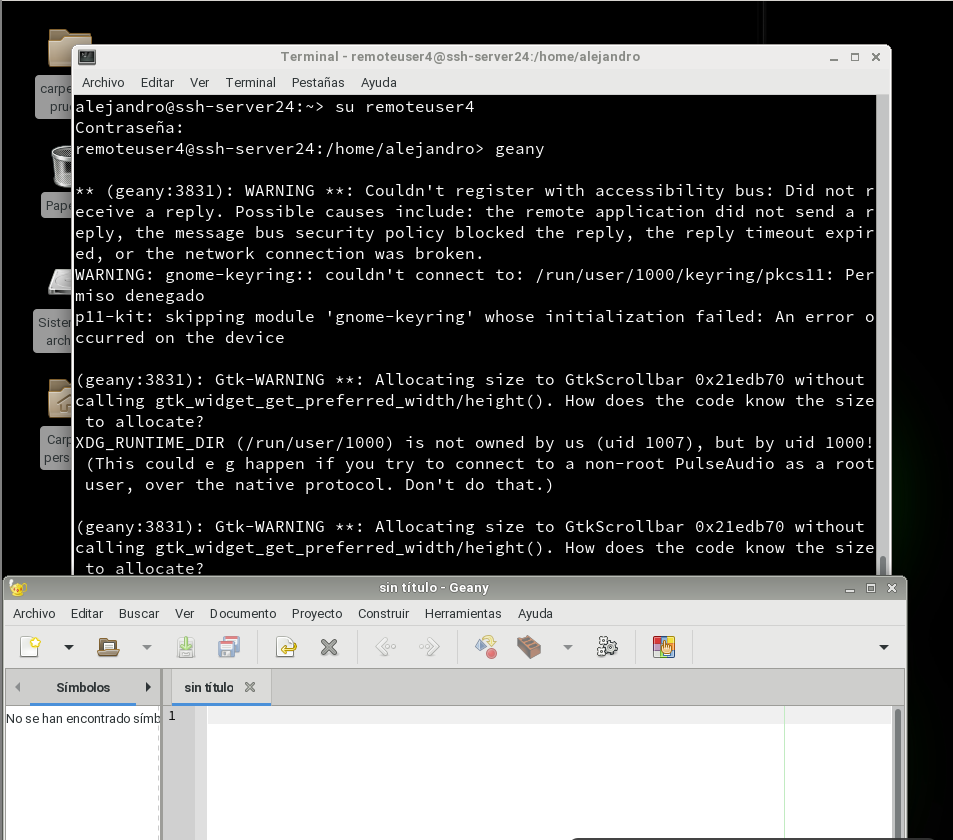 carpe
pru
Pape
Sister
arch
Carp
pers
Terminal - remoteuser4@ssh-server24:/home/alejandro
Archivo Editar Ver Terminal Pestañas Ayuda
alejandro@ssh-server24:~> su remoteuser4
Contraseña:
remoteuser4@ssh-server24:/home/alejandro> geany
** (geany:3831): WARNING **: Couldn't register with accessibility bus: Did not r
eceive a reply. Possible causes include: the remote application did not send a r
eply, the message bus security policy blocked the reply, the reply timeout expir
ed, or the network connection was broken.
WARNING: gnome-keyring:: couldn't connect to: /run/user/1000/keyring/pkcs11: Per
miso denegado
p11-kit: skipping module 'gnome-keyring' whose initialization failed: An error o
ccurred on the device
(geany:3831): Gtk-WARNING **: Allocating size to GtkScrollbar 0x21edb70 without
calling gtk_widget_get_preferred_width/height(). How does the code know the size
to allocate?
XDG_RUNTIME_DIR (/run/user/1000) is not owned by us (uid 1007), but by uid 1000!
(This could e g happen if you try to connect to a non-root PulseAudio as a root
user, over the native protocol. Don't do that.)
(geany:3831): Gtk-WARNING **: Allocating size to GtkScrollbar 0x21edb70 without
calling gtk_widget_get_preferred_width/height(). How does the code know the size
to allocate?
sin título - Geany
Archivo Editar Buscar Ver Documento Proyecto Construir Herramientas Ayuda
Símbolos sin título
No se han encontrado símb 1